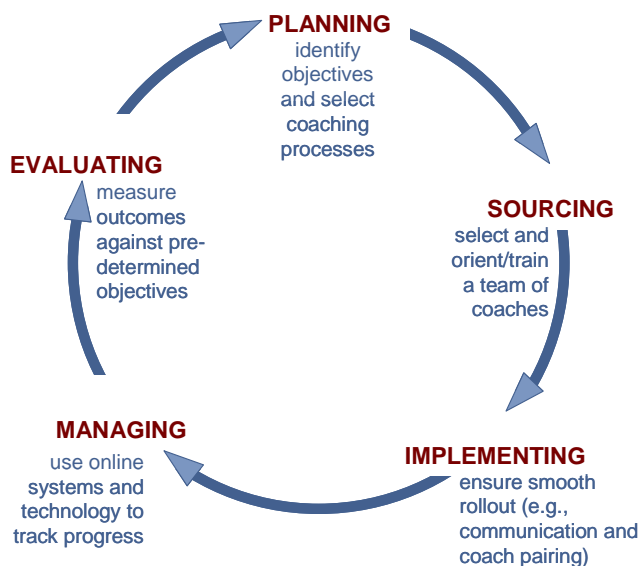 PLANNING
identify
objectives
and select
coaching
processes
SOURCING
select and
orient/train
a team of
coaches
IMPLEMENTING
ensure smooth
rollout (e.g.,
communication and
coach pairing)
MANAGING
use online
systems and
technology to
track progress
EVALUATING
measure
outcomes
against pre-
determined
objectives